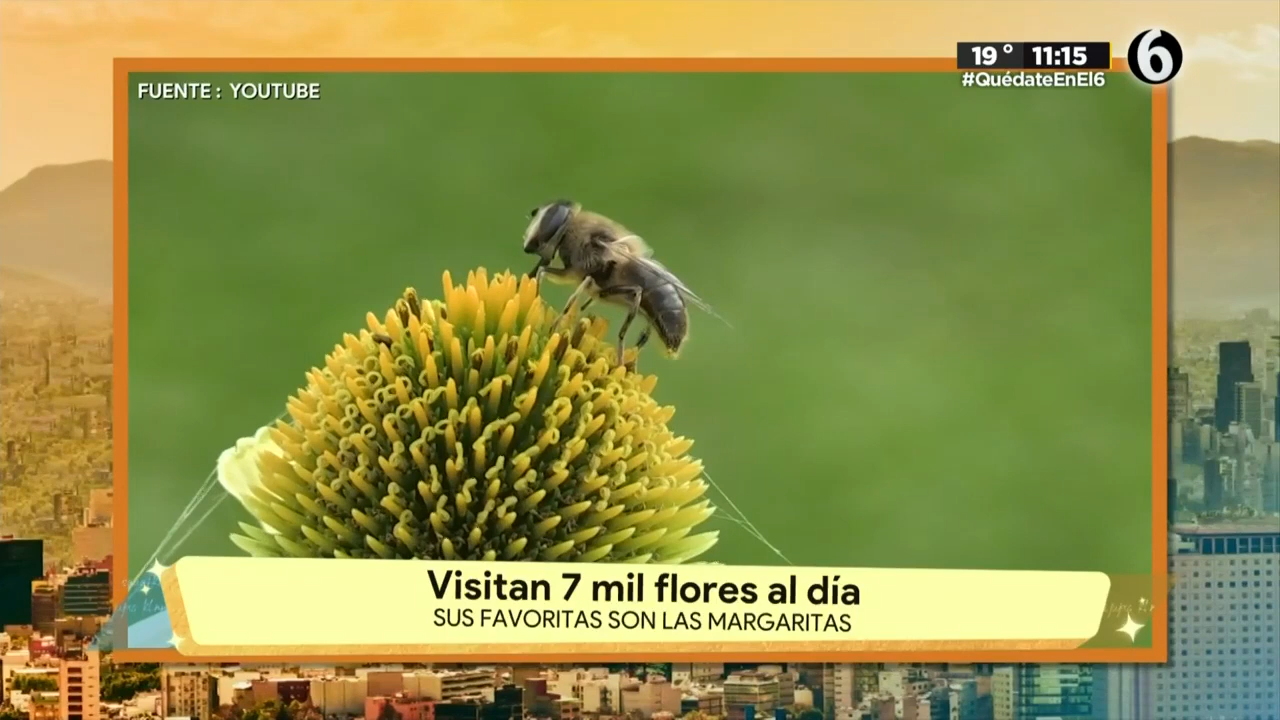 19 ° 11:15
6
#QuédateEnEl6
FUENTE : YOUTUBE
Visitan 7 mil flores al día
SUS FAVORITAS SON LAS MARGARITAS